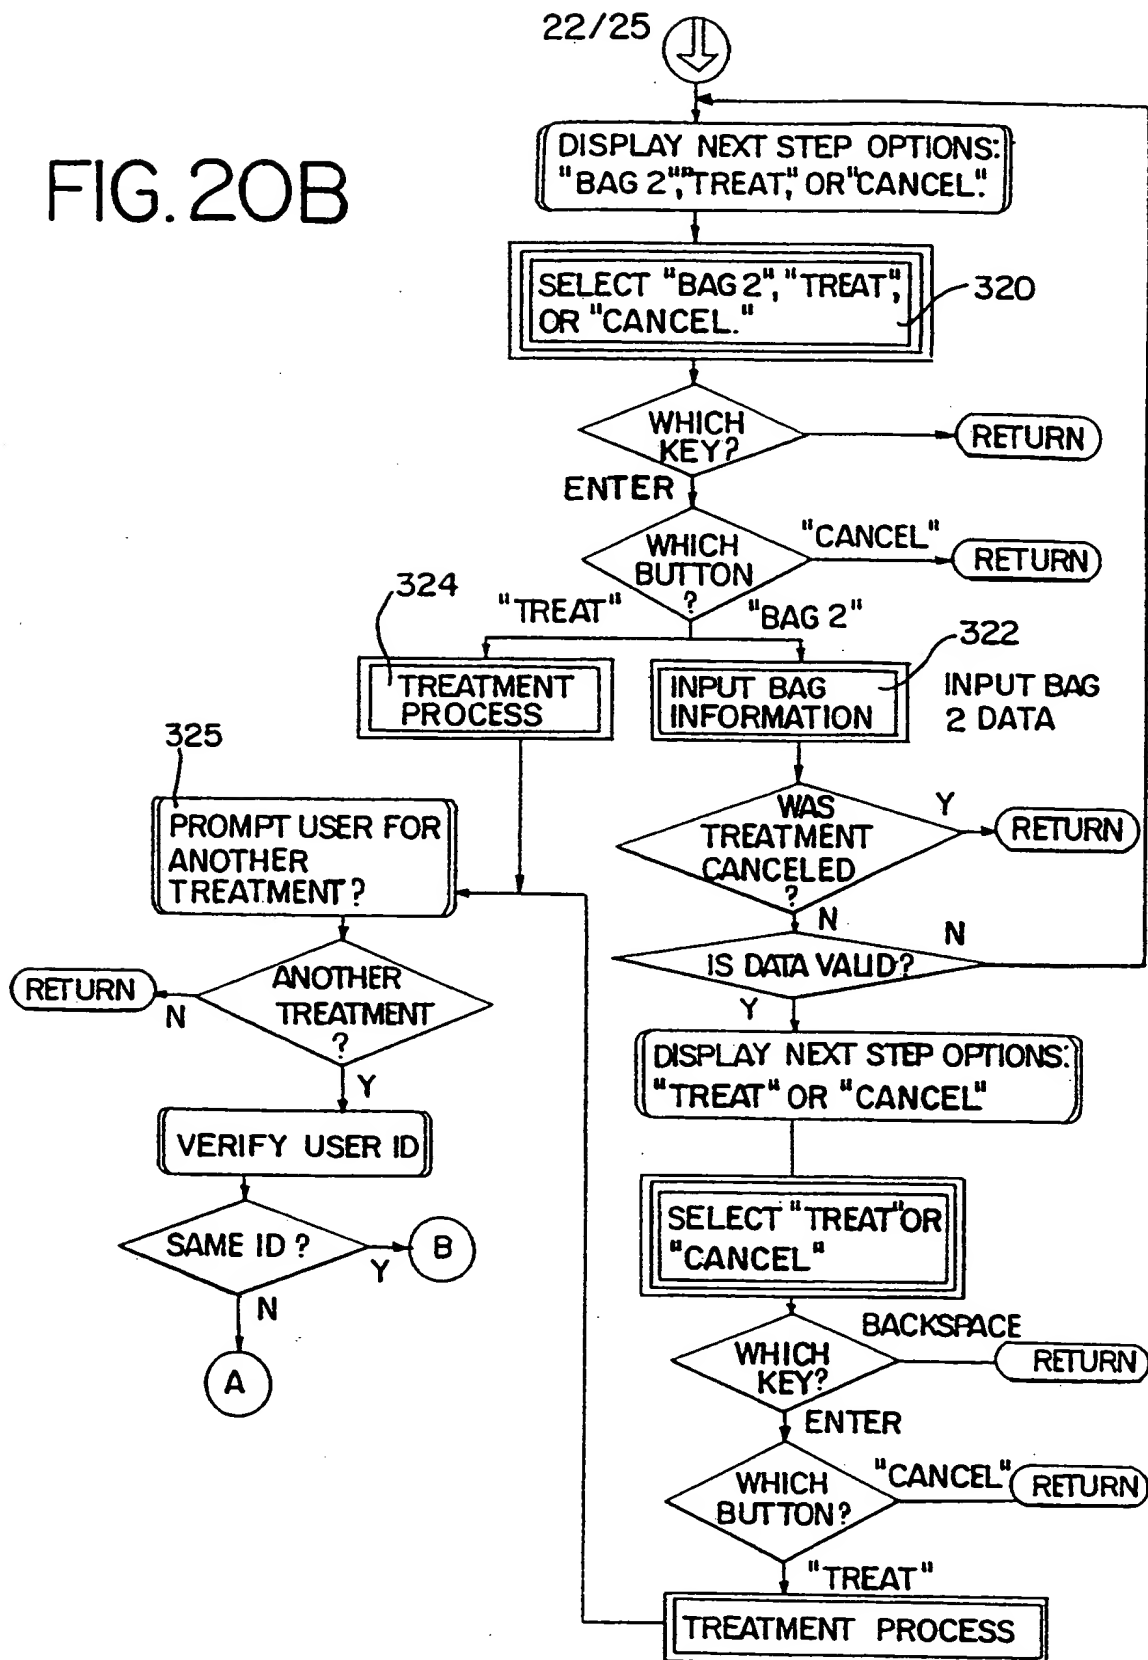 22/25
FIG. 20B
DISPLAY NEXT STEP OPTIONS:
"BAG 2","TREAT," OR "CANCEL".
SELECT "BAG 2", "TREAT",
OR "CANCEL."
320
WHICH
KEY?
RETURN
ENTER
WHICH
BUTTON
?
"CANCEL"
RETURN
324
"TREAT"
"BAG 2"
322
TREATMENT
PROCESS
INPUT BAG
INFORMATION
INPUT BAG
2 DATA
325
PROMPT USER FOR
ANOTHER
TREATMENT?
WAS
TREATMENT
CANCELED
?
Y
RETURN
N
N
IS DATA VALID?
Y
RETURN
N
ANOTHER
TREATMENT
?
Y
DISPLAY NEXT STEP OPTIONS:
"TREAT" OR "CANCEL"
VERIFY USER ID
SELECT "TREAT" OR
"CANCEL"
SAME ID?
Y
B
N
A
BACKSPACE
WHICH
KEY?
RETURN
ENTER
WHICH
BUTTON?
"CANCEL"
RETURN
"TREAT"
TREATMENT PROCESS